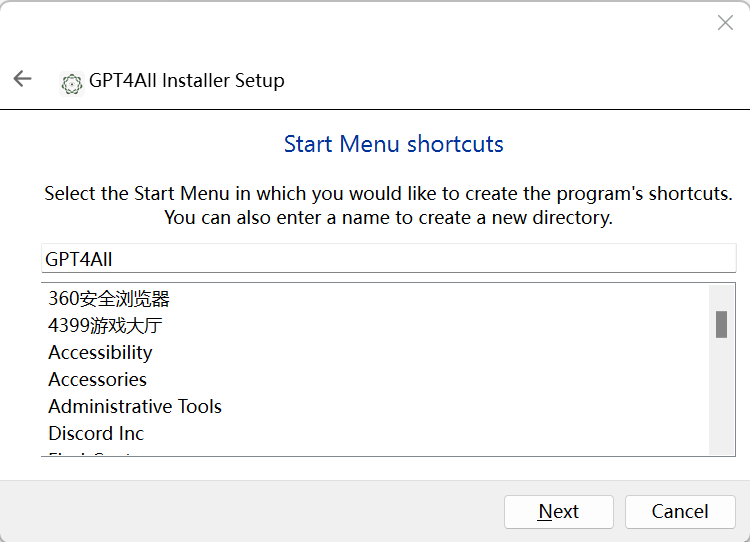 GPT4All Installer Setup
Start Menu shortcuts
Select the Start Menu in which you would like to create the program's shortcuts.
You can also enter a name to create a new directory.
GPT4All
360安全浏览器
4399游戏大厅
Accessibility
Accessories
Administrative Tools
Discord Inc
Next
Cancel